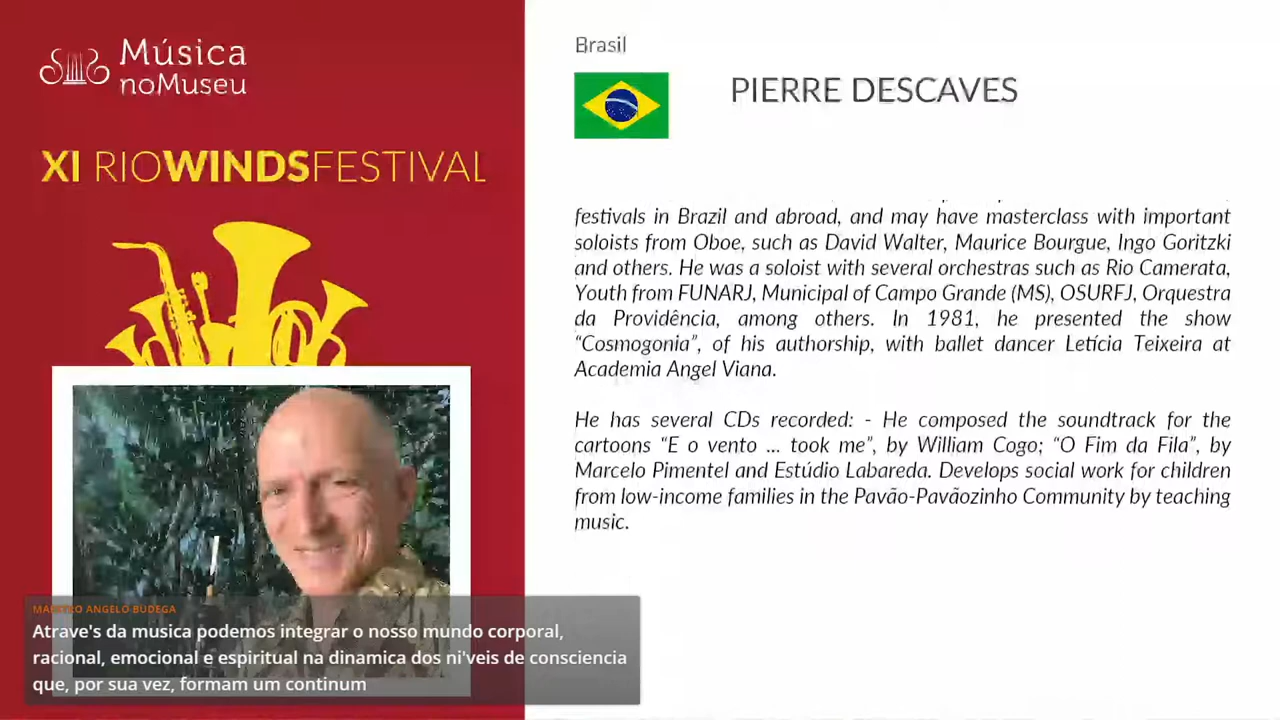 Música
noMuseu
XI RIOWINDSFESTIVAL
Brasil
PIERRE DESCAVES
festivals in Brazil and abroad, and may have masterclass with important
soloists from Oboe, such as David Walter, Maurice Bourgue, Ingo Goritzki
and others. He was a soloist with several orchestras such as Rio Camerata,
Youth from FUNARJ, Municipal of Campo Grande (MS), OSURFJ, Orquestra
da Providência, among others. In 1981, he presented the show
“Cosmogonia”, of his authorship, with ballet dancer Letícia Teixeira at
Academia Angel Viana.
He has several CDs recorded: - He composed the soundtrack for the
cartoons “E o vento ... took me”, by William Cogo; “O Fim da Fila”, by
Marcelo Pimentel and Estúdio Labareda. Develops social work for children
from low-income families in the Pavão-Pavãozinho Community by teaching
music.
MAESTRO ANGELO BUDEGA
Atrave's da musica podemos integrar o nosso mundo corporal,
racional, emocional e espiritual na dinamica dos ni'veis de consciencia
que, por sua vez, formam um continum